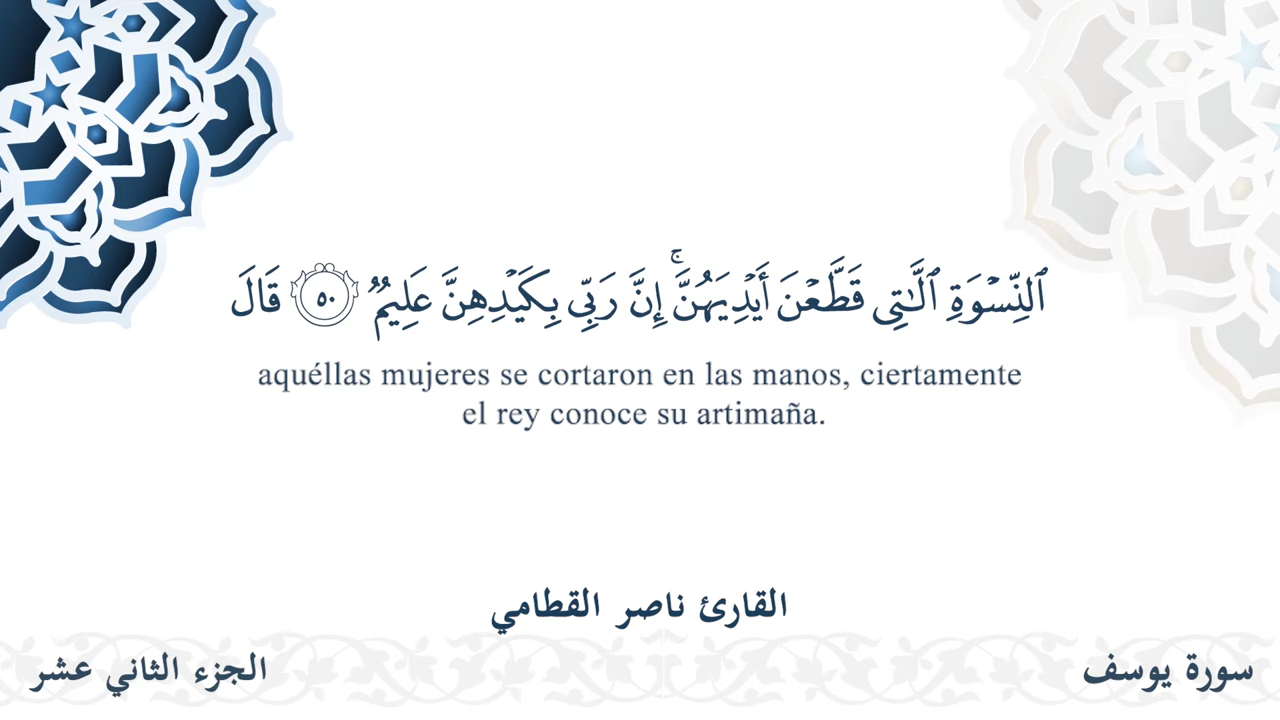 ٱلنِّسْوَةِ ٱلَّٰتِى قَطَّعْنَ أَيْدِيَهُنَّ ۚ إِنَّ رَبِّى بِكَيْدِهِنَّ عَلِيمٌ ۝٥٠ قَالَ
aquéllas mujeres se cortaron en las manos, ciertamente
el rey conoce su artimaña.
القارئ ناصر القطامي
سورة يوسف
الجزء الثاني عشر